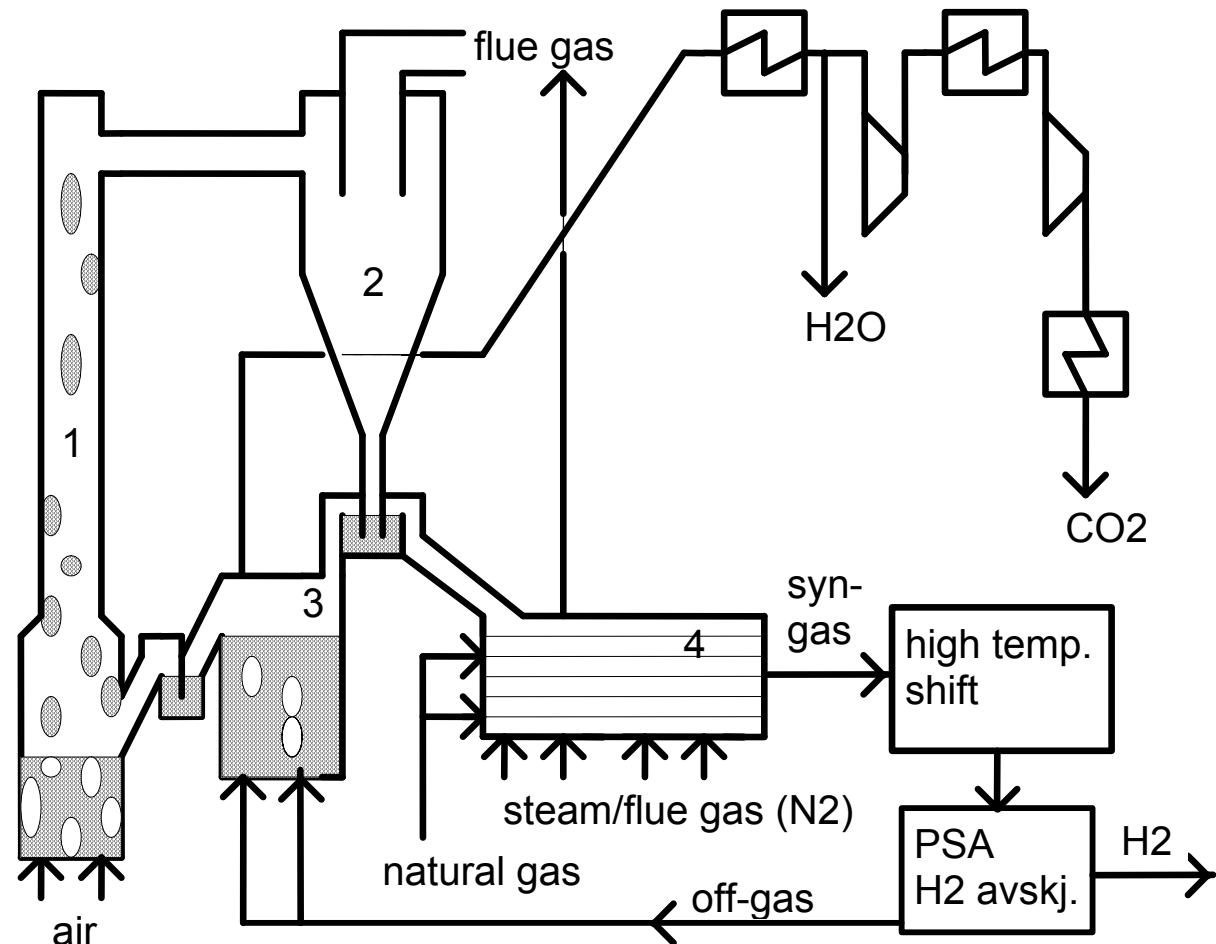 flue gas
2
H2O
1
CO2
3
syn-
gas
4
high temp.
shift
steam/flue gas (N2)
natural gas
PSA
H2 avskj.
H2
off-gas
air